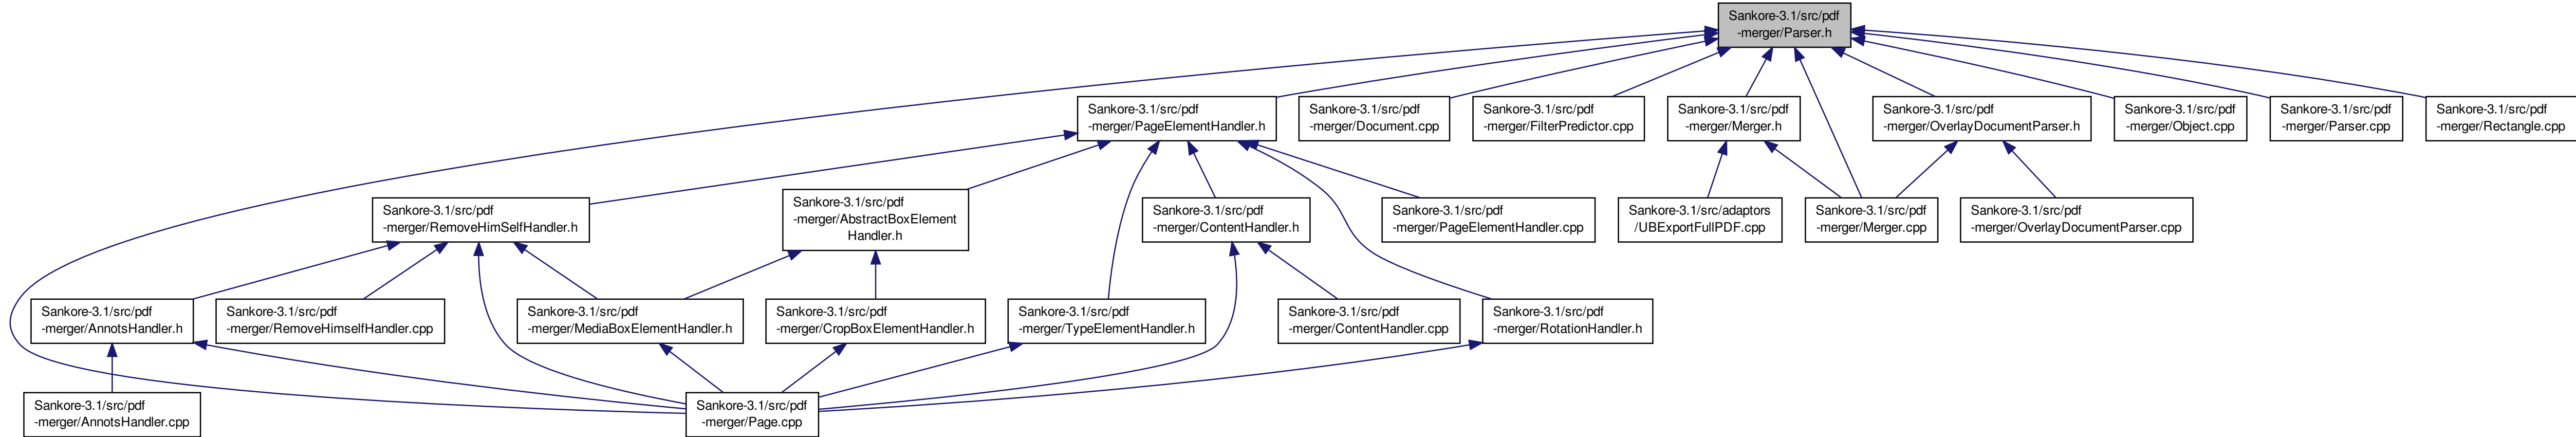 Sankore-3.1/src/pdf
-merger/Parser.h
Sankore-3.1/src/pdf
-merger/PageElementHandler.h
Sankore-3.1/src/pdf
-merger/Document.cpp
Sankore-3.1/src/pdf
-merger/FilterPredictor.cpp
Sankore-3.1/src/pdf
-merger/Merger.h
Sankore-3.1/src/pdf
-merger/OverlayDocumentParser.h
Sankore-3.1/src/pdf
-merger/Object.cpp
Sankore-3.1/src/pdf
-merger/Parser.cpp
Sankore-3.1/src/pdf
-merger/Rectangle.cpp
Sankore-3.1/src/pdf
-merger/RemoveHimSelfHandler.h
Sankore-3.1/src/pdf
-merger/AbstractBoxElement
Handler.h
Sankore-3.1/src/pdf
-merger/ContentHandler.h
Sankore-3.1/src/pdf
-merger/PageElementHandler.cpp
Sankore-3.1/src/adaptors
/UBExportFullPDF.cpp
Sankore-3.1/src/pdf
-merger/Merger.cpp
Sankore-3.1/src/pdf
-merger/OverlayDocumentParser.cpp
Sankore-3.1/src/pdf
-merger/AnnotsHandler.h
Sankore-3.1/src/pdf
-merger/RemoveHimselfHandler.cpp
Sankore-3.1/src/pdf
-merger/MediaBoxElementHandler.h
Sankore-3.1/src/pdf
-merger/CropBoxElementHandler.h
Sankore-3.1/src/pdf
-merger/TypeElementHandler.h
Sankore-3.1/src/pdf
-merger/ContentHandler.cpp
Sankore-3.1/src/pdf
-merger/RotationHandler.h
Sankore-3.1/src/pdf
-merger/AnnotsHandler.cpp
Sankore-3.1/src/pdf
-merger/Page.cpp